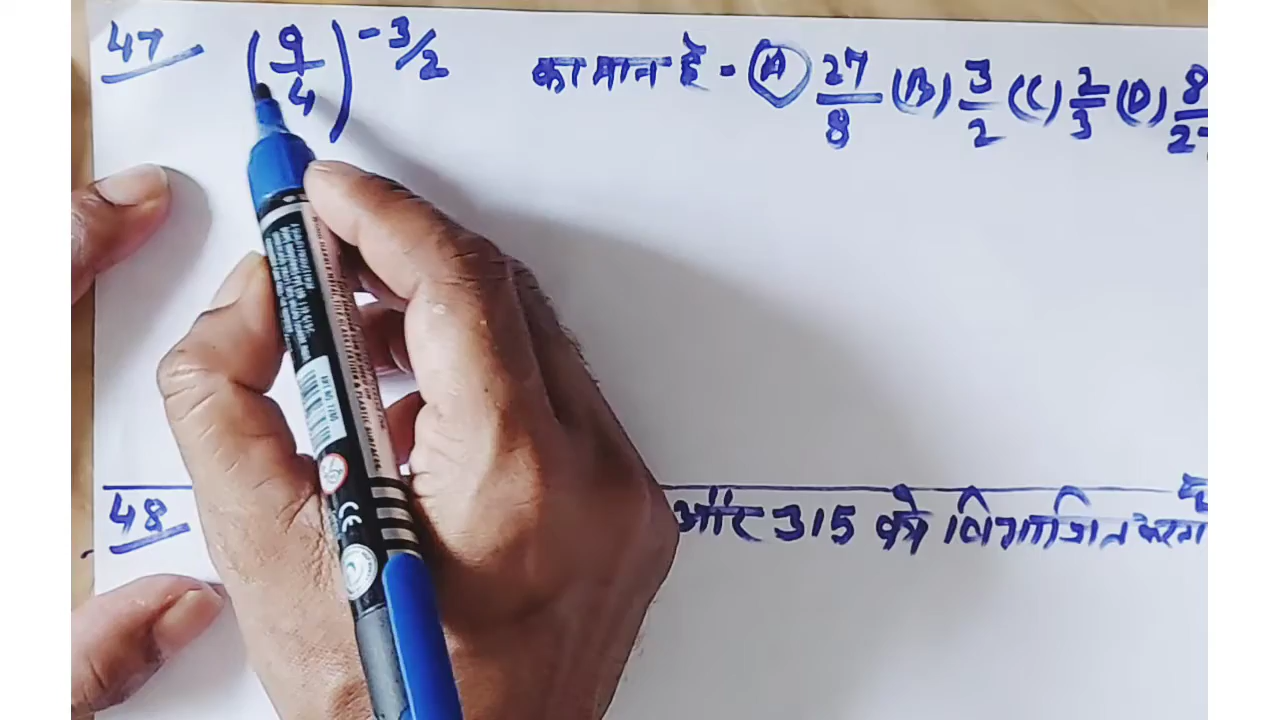 47 (9/4)^-3/2 का मान है - (A) 27/8 (B) 3/2 (C) 2/3 (D) 8/27
48 और 315 को विभाजित करता